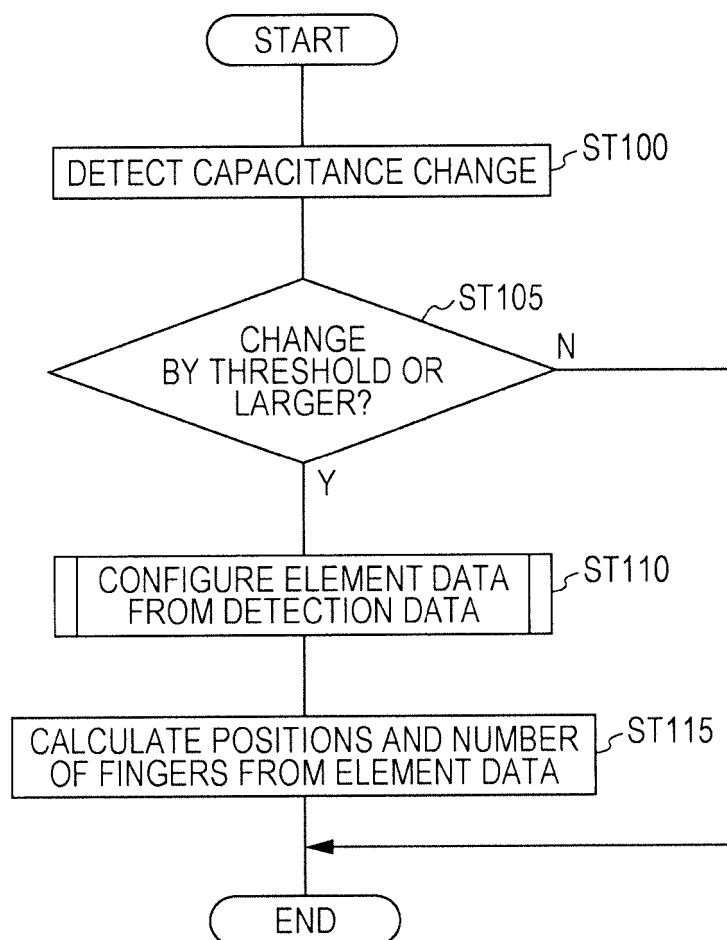 START
DETECT CAPACITANCE CHANGE
ST100
ST105
CHANGE
BY THRESHOLD OR
LARGER?
N
Y
CONFIGURE ELEMENT DATA
FROM DETECTION DATA
ST110
CALCULATE POSITIONS AND NUMBER
OF FINGERS FROM ELEMENT DATA
ST115
END